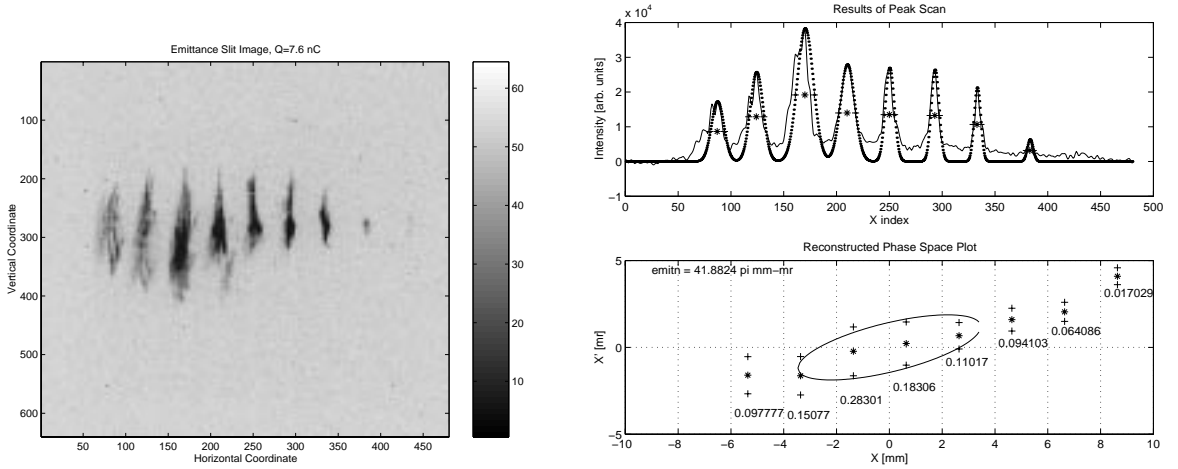 Emittance Slit Image, Q=7.6 nC
Vertical Coordinate
100
200
300
400
500
600
50 100 150 200 250 300 350 400 450
Horizontal Coordinate
60
50
40
30
20
10
Results of Peak Scan
x 10^4
Intensity [arb. units]
4
3
2
1
0
−1
0 50 100 150 200 250 300 350 400 450 500
X index
Reconstructed Phase Space Plot
emitn = 41.8824 pi mm−mr
X' [mr]
5
0
−5
0.097777
0.15077
0.28301
0.18306
0.11017
0.094103
0.064086
0.017029
−10 −8 −6 −4 −2 0 2 4 6 8 10
X [mm]